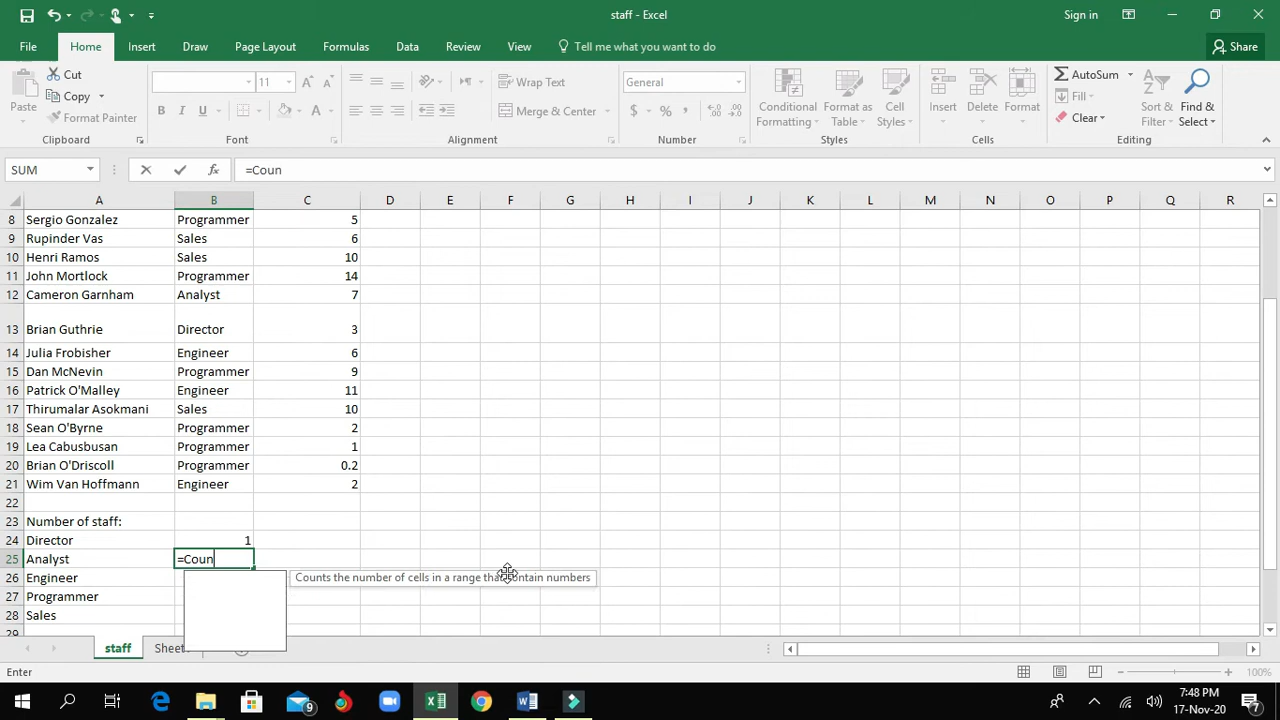 staff - Excel
Sign in
File Home Insert Draw Page Layout Formulas Data Review View Tell me what you want to do Share
Paste Cut Copy Format Painter
11
Wrap Text
Merge & Center
General
Conditional Formatting
Format as Table
Cell Styles
Insert Delete Format
AutoSum
Fill
Clear
Sort & Filter
Find & Select
Clipboard Font Alignment Number Styles Cells Editing
SUM =Coun
A B C D E F G H I J K L M N O P Q R
8 Sergio Gonzalez Programmer 5
9 Rupinder Vas Sales 6
10 Henri Ramos Sales 10
11 John Mortlock Programmer 14
12 Cameron Garnham Analyst 7
13 Brian Guthrie Director 3
14 Julia Frobisher Engineer 6
15 Dan McNevin Programmer 9
16 Patrick O'Malley Engineer 11
17 Thirumalar Asokmani Sales 10
18 Sean O'Byrne Programmer 2
19 Lea Cabusbusan Programmer 1
20 Brian O'Driscoll Programmer 0.2
21 Wim Van Hoffmann Engineer 2
22
23 Number of staff:
24 Director 1
25 Analyst =Coun
26 Engineer Counts the number of cells in a range that contain numbers
27 Programmer
28 Sales
29
staff
Enter 100%
9
7:48 PM
17-Nov-20
7